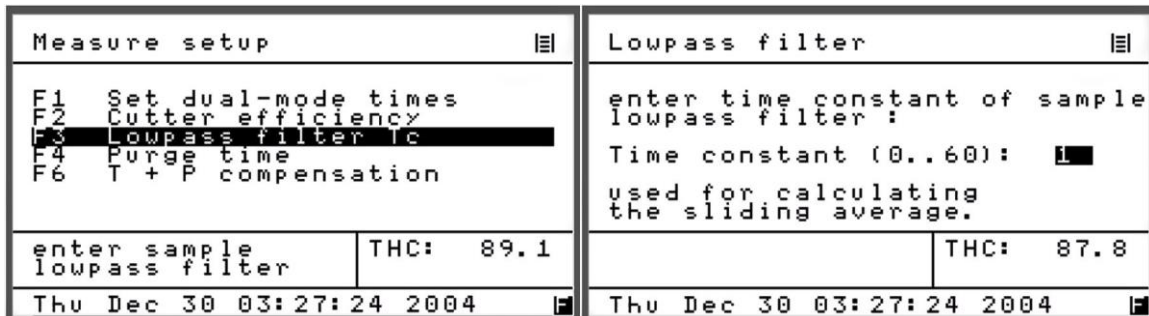 Measure setup
F1 Set dual-mode times
F2 Cutter efficiency
F3 Lowpass filter Tc
F4 Purge time
F6 T + P compensation
enter sample
lowpass filter
THC: 89.1
Thu Dec 30 03:27:24 2004 F
Lowpass filter
enter time constant of sample
lowpass filter :
Time constant (0..60): 1
used for calculating
the sliding average.
THC: 87.8
Thu Dec 30 03:27:24 2004 F